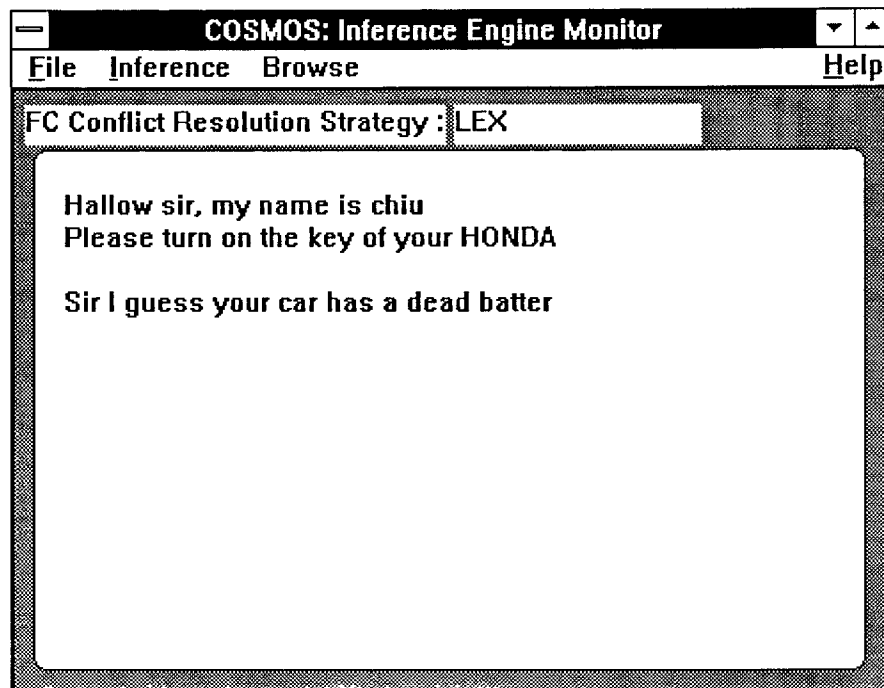 COSMOS: Inference Engine Monitor
File Inference Browse Help
FC Conflict Resolution Strategy : LEX
Hallow sir, my name is chiu
Please turn on the key of your HONDA
Sir I guess your car has a dead batter